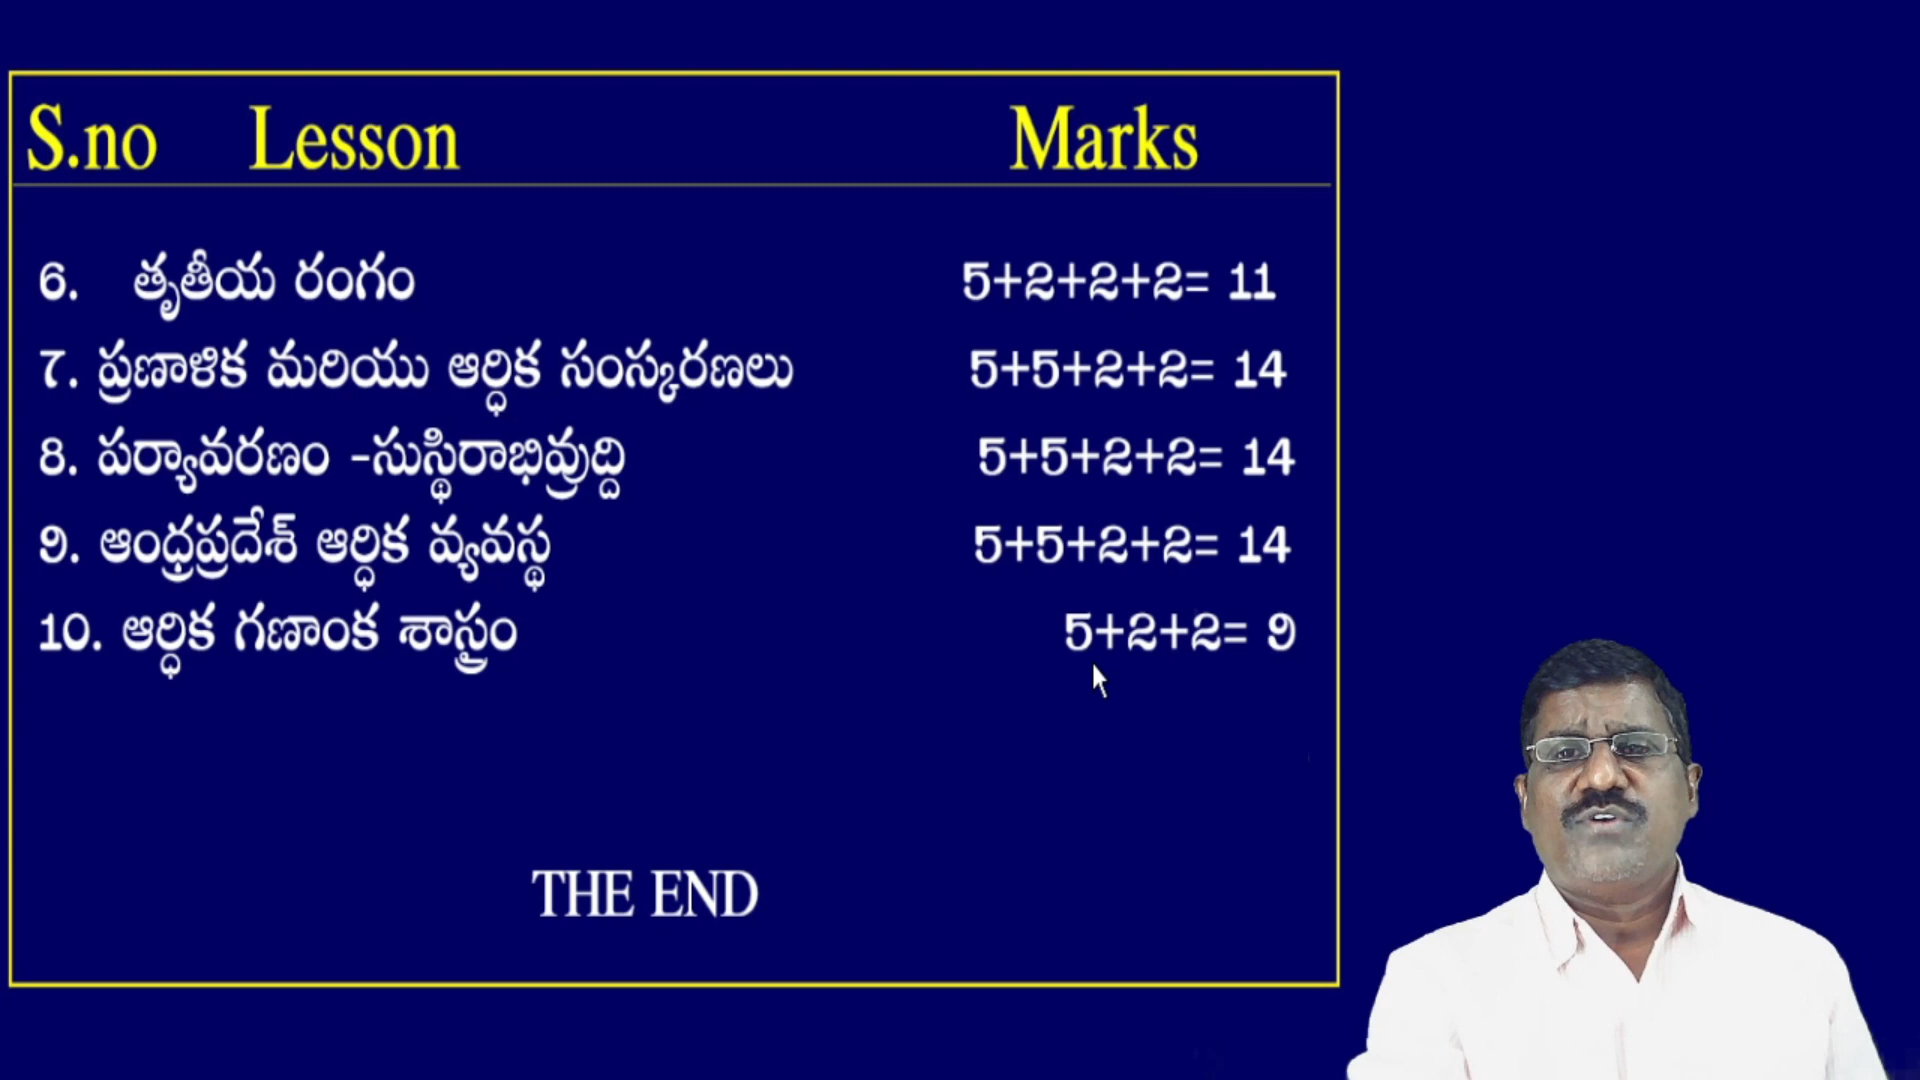 S.no Lesson Marks
6. తృతీయ రంగం 5+2+2+2= 11
7. ప్రణాళిక మరియు ఆర్ధిక సంస్కరణలు 5+5+2+2= 14
8. పర్యావరణం -సుస్థిరాభివ్రుద్ది 5+5+2+2= 14
9. ఆంధ్రప్రదేశ్ ఆర్ధిక వ్యవస్థ 5+5+2+2= 14
10. ఆర్ధిక గణాంక శాస్త్రం 5+2+2= 9
THE END